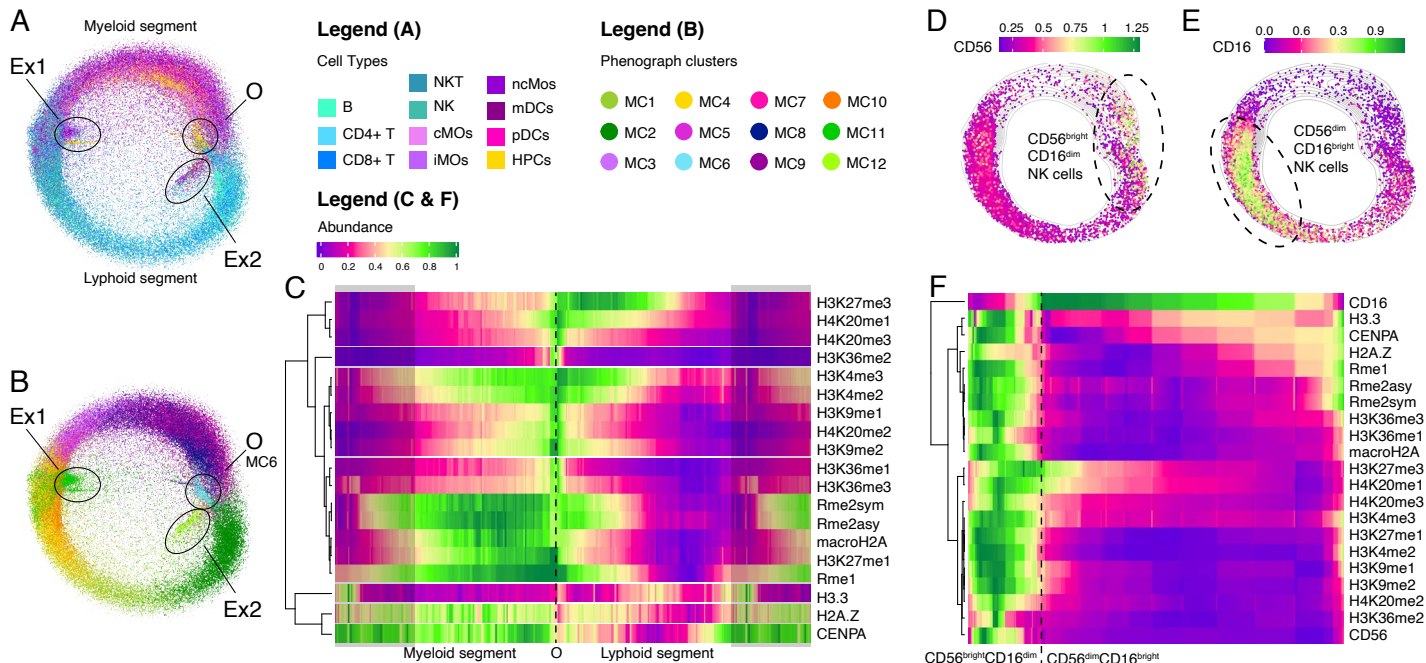 A
Myeloid segment
Ex1
O
Ex2
Lyphoid segment
Legend (A)
Cell Types
B
CD4+ T
CD8+ T
NKT
NK
cMOs
iMOs
ncMos
mDCs
pDCs
HPCs
Legend (B)
Phenograph clusters
MC1
MC4
MC7
MC10
MC2
MC5
MC8
MC11
MC3
MC6
MC9
MC12
Legend (C & F)
Abundance
0 0.2 0.4 0.6 0.8 1
B
Ex1
O
MC6
Ex2
C
H3K27me3
H4K20me1
H4K20me3
H3K36me2
H3K4me3
H3K4me2
H3K9me1
H4K20me2
H3K9me2
H3K36me1
H3K36me3
Rme2sym
Rme2asy
macroH2A
H3K27me1
Rme1
H3.3
H2A.Z
CENPA
Myeloid segment O Lyphoid segment
D
0.25 0.5 1 1.25
CD56
CD56bright
CD16dim
NK cells
E
0.0 0.6 0.3 0.9
CD16
CD56dim
CD16bright
NK cells
F
CD16
H3.3
CENPA
H2A.Z
Rme1
Rme2asy
Rme2sym
H3K36me3
H3K36me1
macroH2A
H3K27me3
H4K20me1
H4K20me3
H3K4me3
H3K27me1
H3K4me2
H3K9me1
H3K9me2
H4K20me2
H3K36me2
CD56
CD56brightCD16dim CD56dimCD16bright